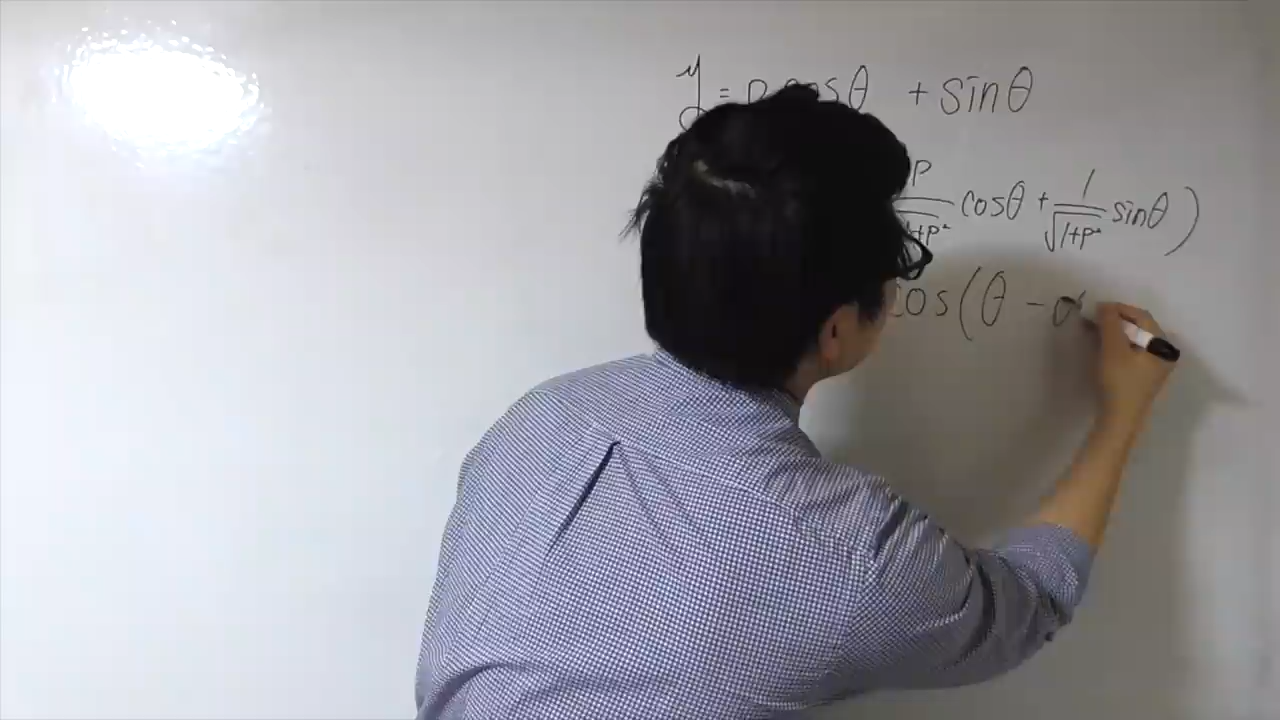 y = p cosθ + sinθ
p/√1+p² cosθ + 1/√1+p² sinθ )
cos(θ - α